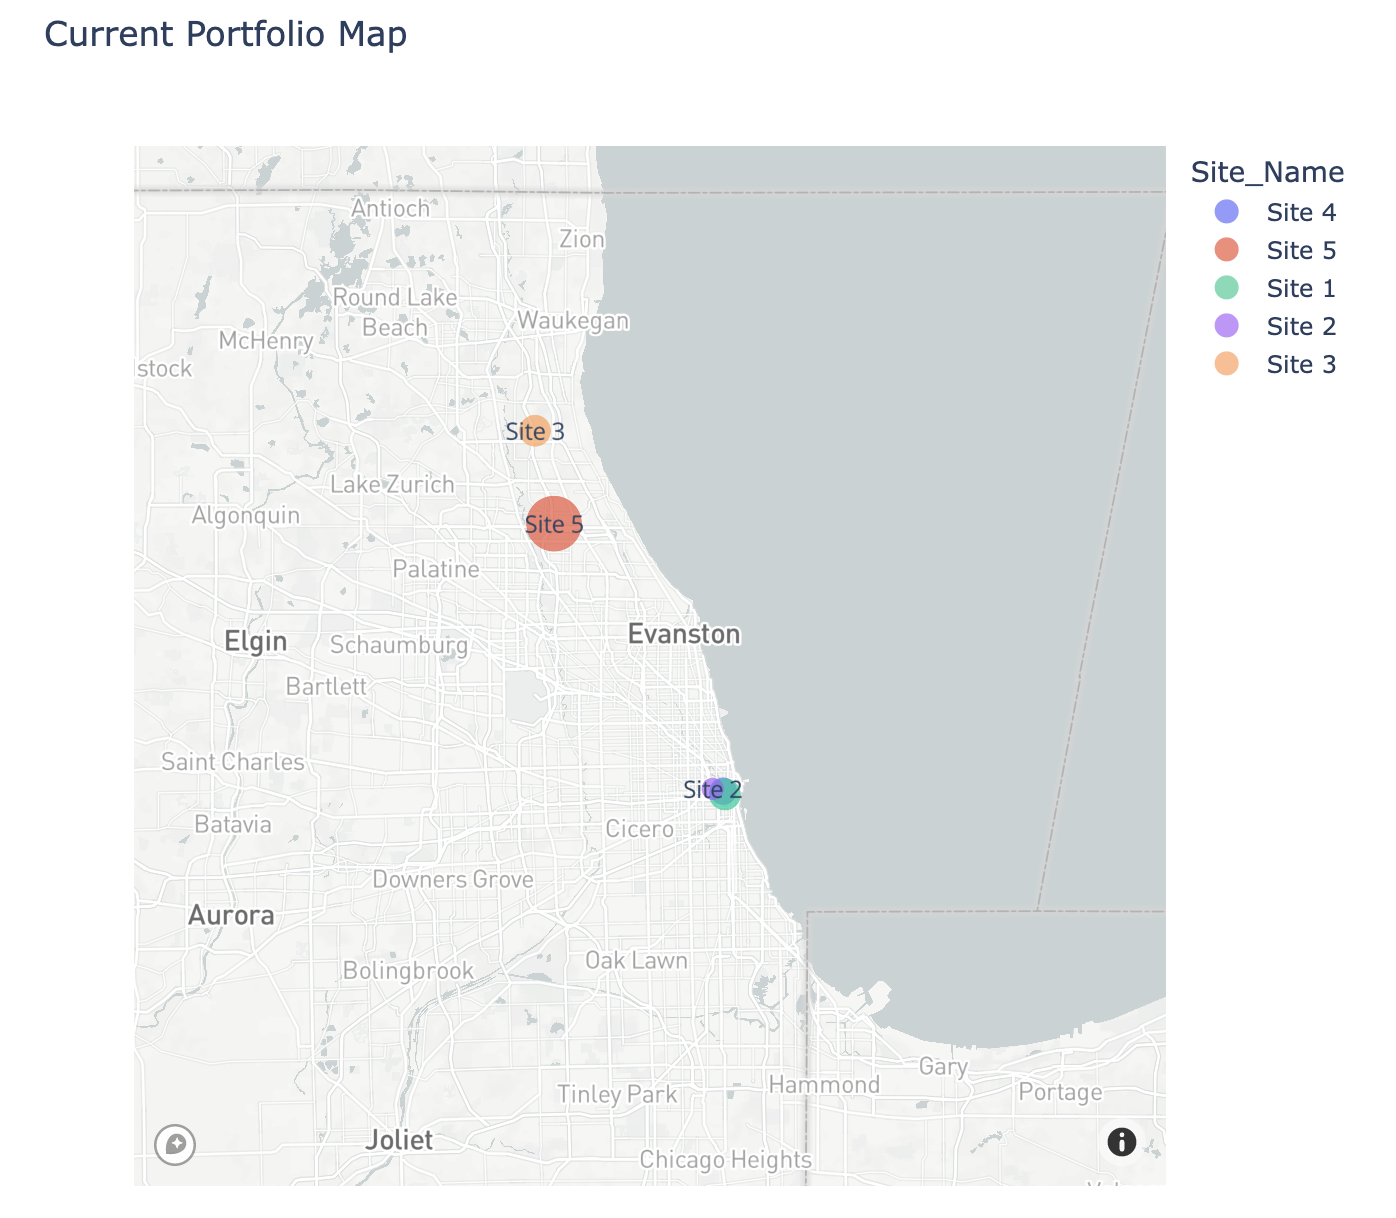 Current Portfolio Map
Site_Name
Site 4
Site 5
Site 1
Site 2
Site 3
Antioch
Zion
Round Lake
Beach
Waukegan
McHenry
stock
Site 3
Lake Zurich
Algonquin
Site 5
Palatine
Evanston
Elgin
Schaumburg
Bartlett
Saint Charles
Site 2
Batavia
Cicero
Downers Grove
Aurora
Oak Lawn
Bolingbrook
Gary
Hammond
Portage
Tinley Park
Joliet
Chicago Heights